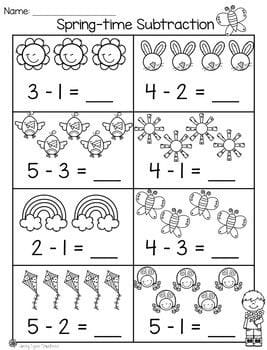 Name:
Spring-time Subtraction
3 - 1 = ___
4 - 2 = ___
5 - 3 = ___
4 - 1 = ___
2 - 1 = ___
4 - 3 = ___
5 - 2 = ___
5 - 1 = ___